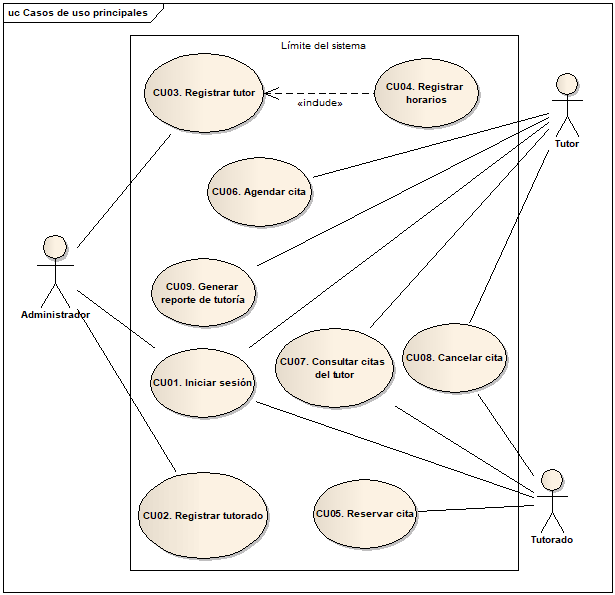 uc Casos de uso principales
Límite del sistema
CU03. Registrar tutor
CU04. Registrar
horarios
«include»
Tutor
CU06. Agendar cita
Administrador
CU09. Generar
reporte de tutoría
CU07. Consultar citas
del tutor
CU08. Cancelar cita
CU01. Iniciar sesión
CU02. Registrar tutorado
CU05. Reservar cita
Tutorado